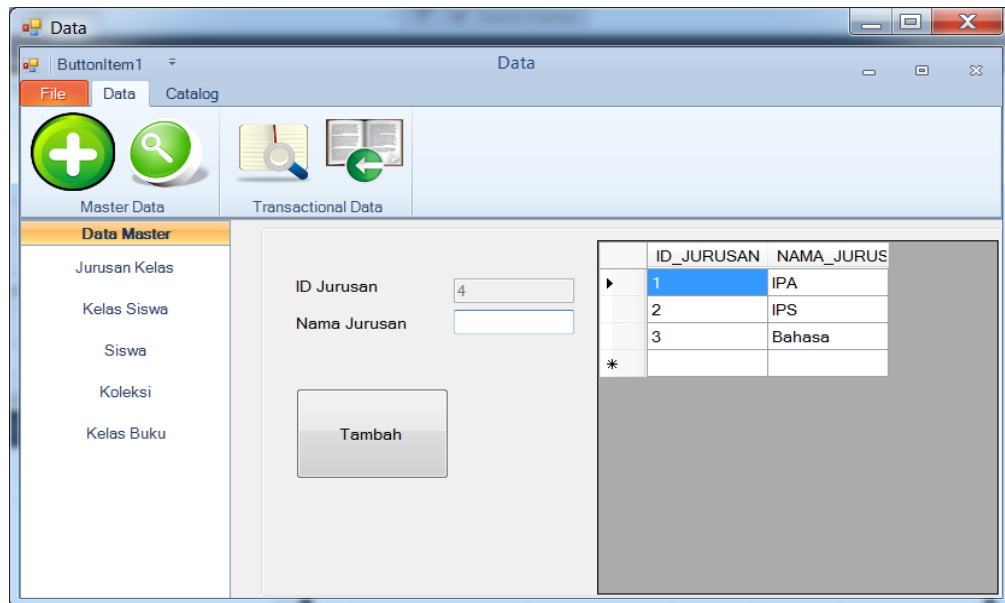 Data
ButtonItem1 Data
File Data Catalog
Master Data Transactional Data
Data Master
Jurusan Kelas
Kelas Siswa
Siswa
Koleksi
Kelas Buku
ID Jurusan 4
Nama Jurusan
Tambah
ID_JURUSAN NAMA_JURUS
1 IPA
2 IPS
3 Bahasa